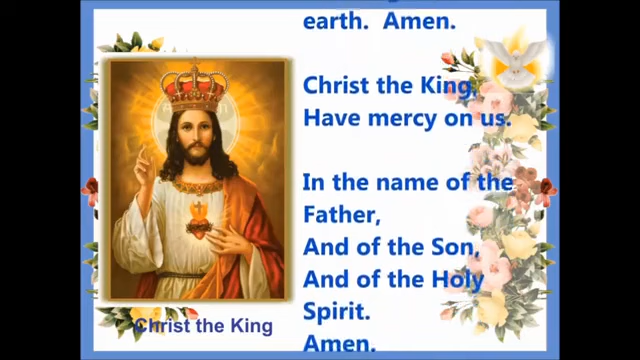 earth. Amen.
Christ the King,
Have mercy on us.
In the name of the
Father,
And of the Son,
And of the Holy
Spirit.
Amen.
Christ the King